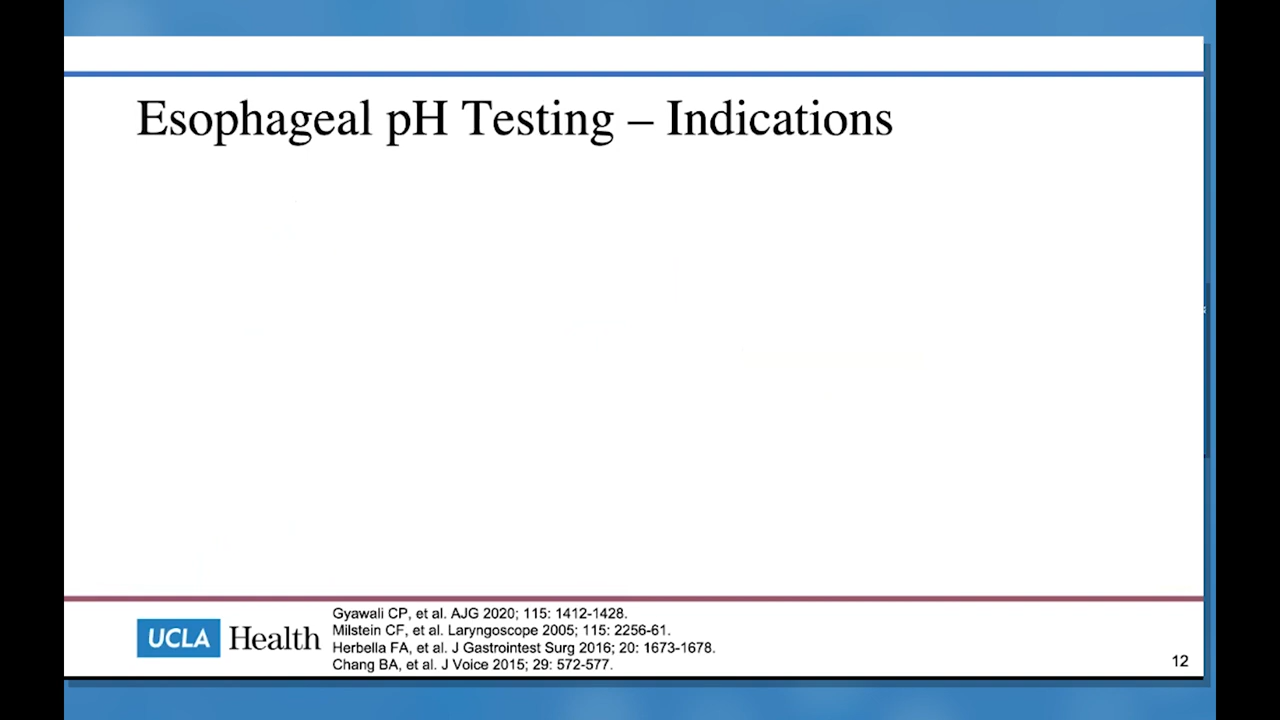 Esophageal pH Testing – Indications
Gyawali CP, et al. AJG 2020; 115: 1412-1428.
Milstein CF, et al. Laryngoscope 2005; 115: 2256-61.
Herbella FA, et al. J Gastrointest Surg 2016; 20: 1673-1678.
Chang BA, et al. J Voice 2015; 29: 572-577.
UCLA Health
12